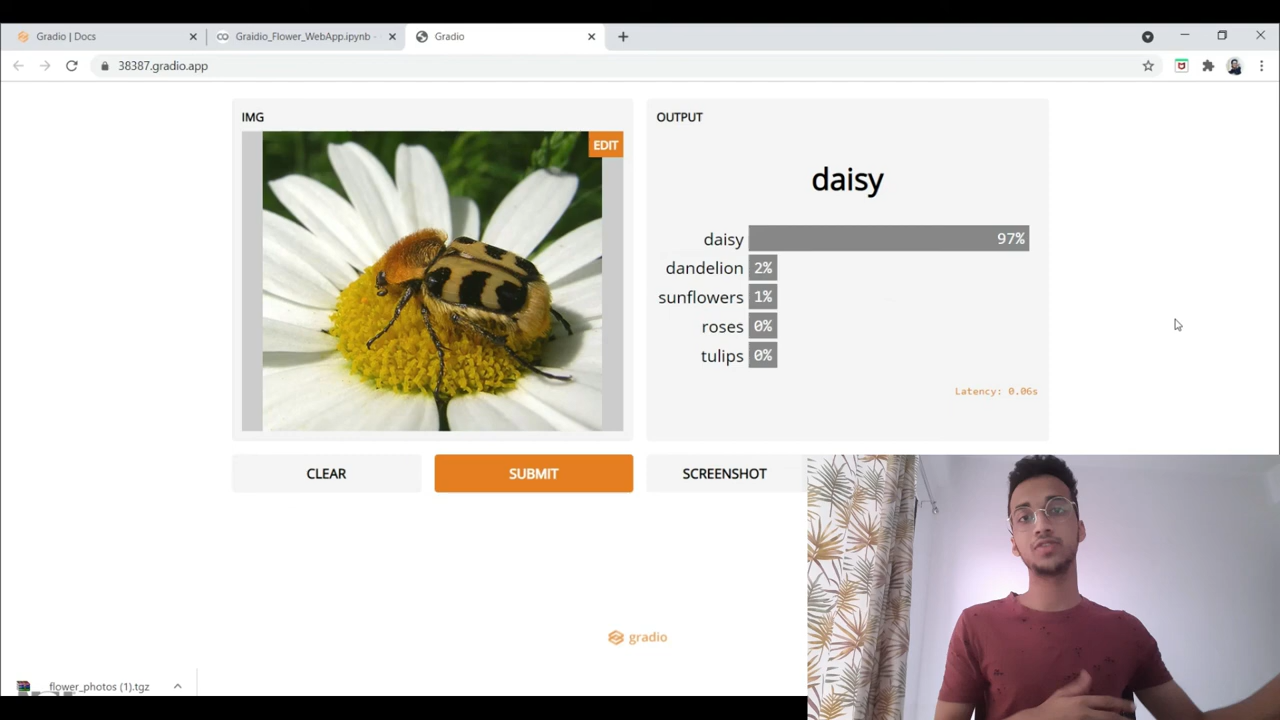 Gradio | Docs
Graidio_Flower_WebApp.ipynb -
Gradio
38387.gradio.app
IMG
EDIT
OUTPUT
daisy
daisy 97%
dandelion 2%
sunflowers 1%
roses 0%
tulips 0%
Latency: 0.06s
CLEAR
SUBMIT
SCREENSHOT
gradio
flower_photos (1).tgz